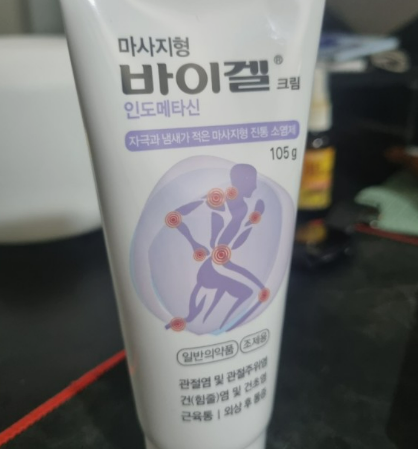 마사지형
바이겔® 크림
인도메타신
자극과 냄새가 적은 마사지형 진통 소염제
105 g
일반의약품 조제용
관절염 및 관절주위염
건(힘줄)염 및 건초염
근육통 | 외상 후 통증